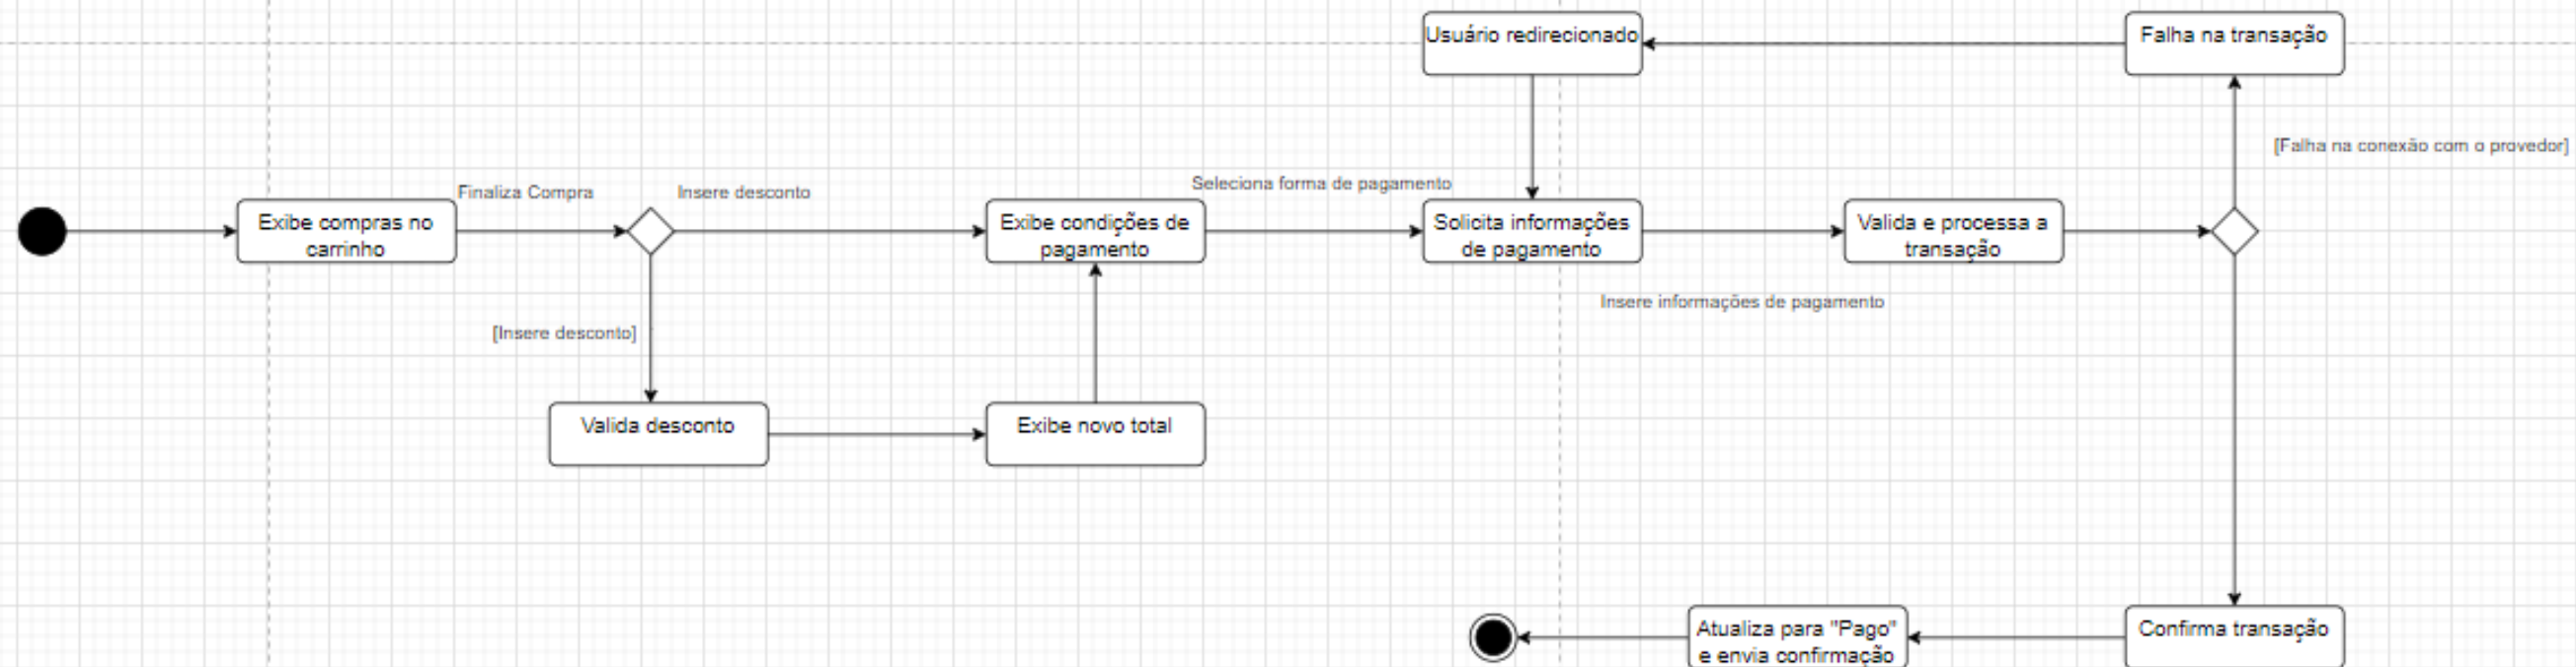 Usuário redirecionado
Falha na transação
[Falha na conexão com o provedor]
Finaliza Compra
Insere desconto
Seleciona forma de pagamento
Exibe compras no
carrinho
Exibe condições de
pagamento
Solicita informações
de pagamento
Valida e processa a
transação
Insere informações de pagamento
[Insere desconto]
Valida desconto
Exibe novo total
Atualiza para "Pago"
e envia confirmação
Confirma transação